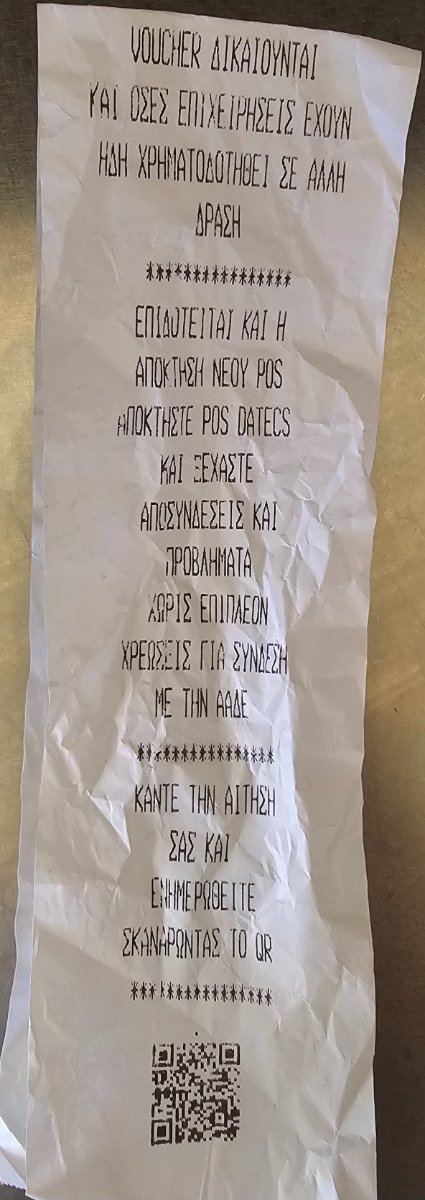 VOUCHER ΔΙΚΑΙΟΥΝΤΑΙ
ΚΑΙ ΟΣΕΣ ΕΠΙΧΕΙΡΗΣΕΙΣ ΕΧΟΥΝ
ΗΔΗ ΧΡΗΜΑΤΟΔΟΤΗΘΕΙ ΣΕ ΑΛΛΗ
ΔΡΑΣΗ
****************
ΕΠΙΔΟΤΕΙΤΑΙ ΚΑΙ Η
ΑΠΟΚΤΗΣΗ ΝΕΟΥ POS
ΑΠΟΚΤΗΣΤΕ POS DATECS
ΚΑΙ ΞΕΧΑΣΤΕ
ΑΠΟΣΥΝΔΕΣΕΙΣ ΚΑΙ
ΠΡΟΒΛΗΜΑΤΑ
ΧΩΡΙΣ ΕΠΙΠΛΕΟΝ
ΧΡΕΩΣΕΙΣ ΓΙΑ ΣΥΝΔΕΣΗ
ΜΕ ΤΗΝ ΑΑΔΕ
****************
ΚΑΝΤΕ ΤΗΝ ΑΙΤΗΣΗ
ΣΑΣ ΚΑΙ
ΕΝΗΜΕΡΩΘΕΙΤΕ
ΣΚΑΝΑΡΩΝΤΑΣ ΤΟ QR
****************